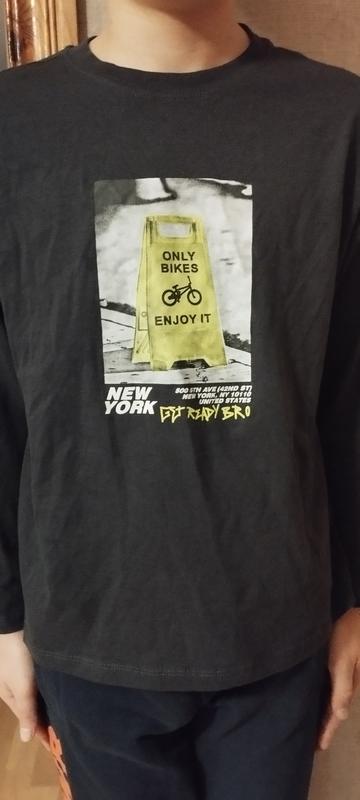 ONLY
BIKES
ENJOY IT
NEW
YORK
500 5TH AVE (42ND ST)
NEW YORK, NY 10110
UNITED STATES
GET READY BRO